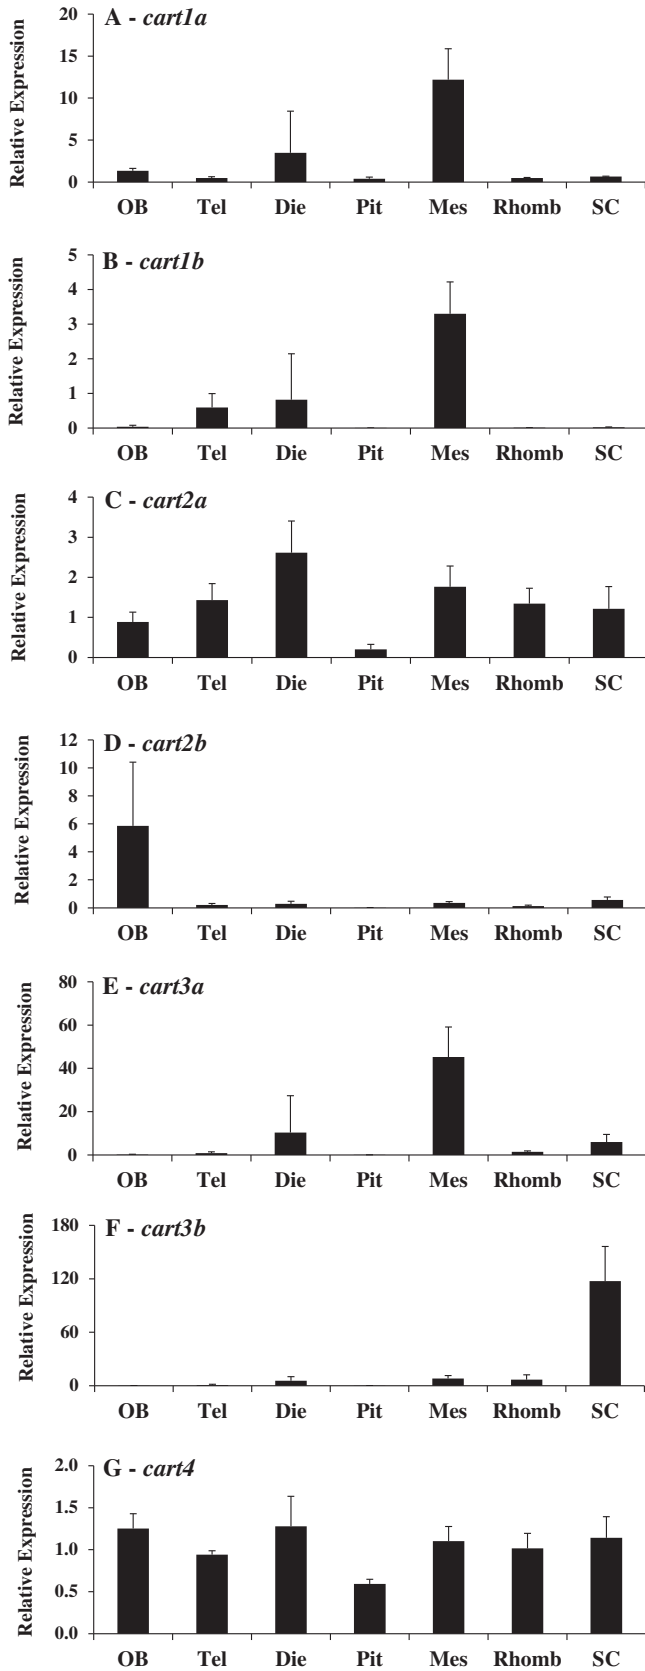 A - cart1a
Relative Expression
20
15
10
5
0
OB Tel Die Pit Mes Rhomb SC
B - cart1b
Relative Expression
5
4
3
2
1
0
OB Tel Die Pit Mes Rhomb SC
C - cart2a
Relative Expression
4
3
2
1
0
OB Tel Die Pit Mes Rhomb SC
D - cart2b
Relative Expression
12
10
8
6
4
2
0
OB Tel Die Pit Mes Rhomb SC
E - cart3a
Relative Expression
80
60
40
20
0
OB Tel Die Pit Mes Rhomb SC
F - cart3b
Relative Expression
180
120
60
0
OB Tel Die Pit Mes Rhomb SC
G - cart4
Relative Expression
2.0
1.5
1.0
0.5
0.0
OB Tel Die Pit Mes Rhomb SC